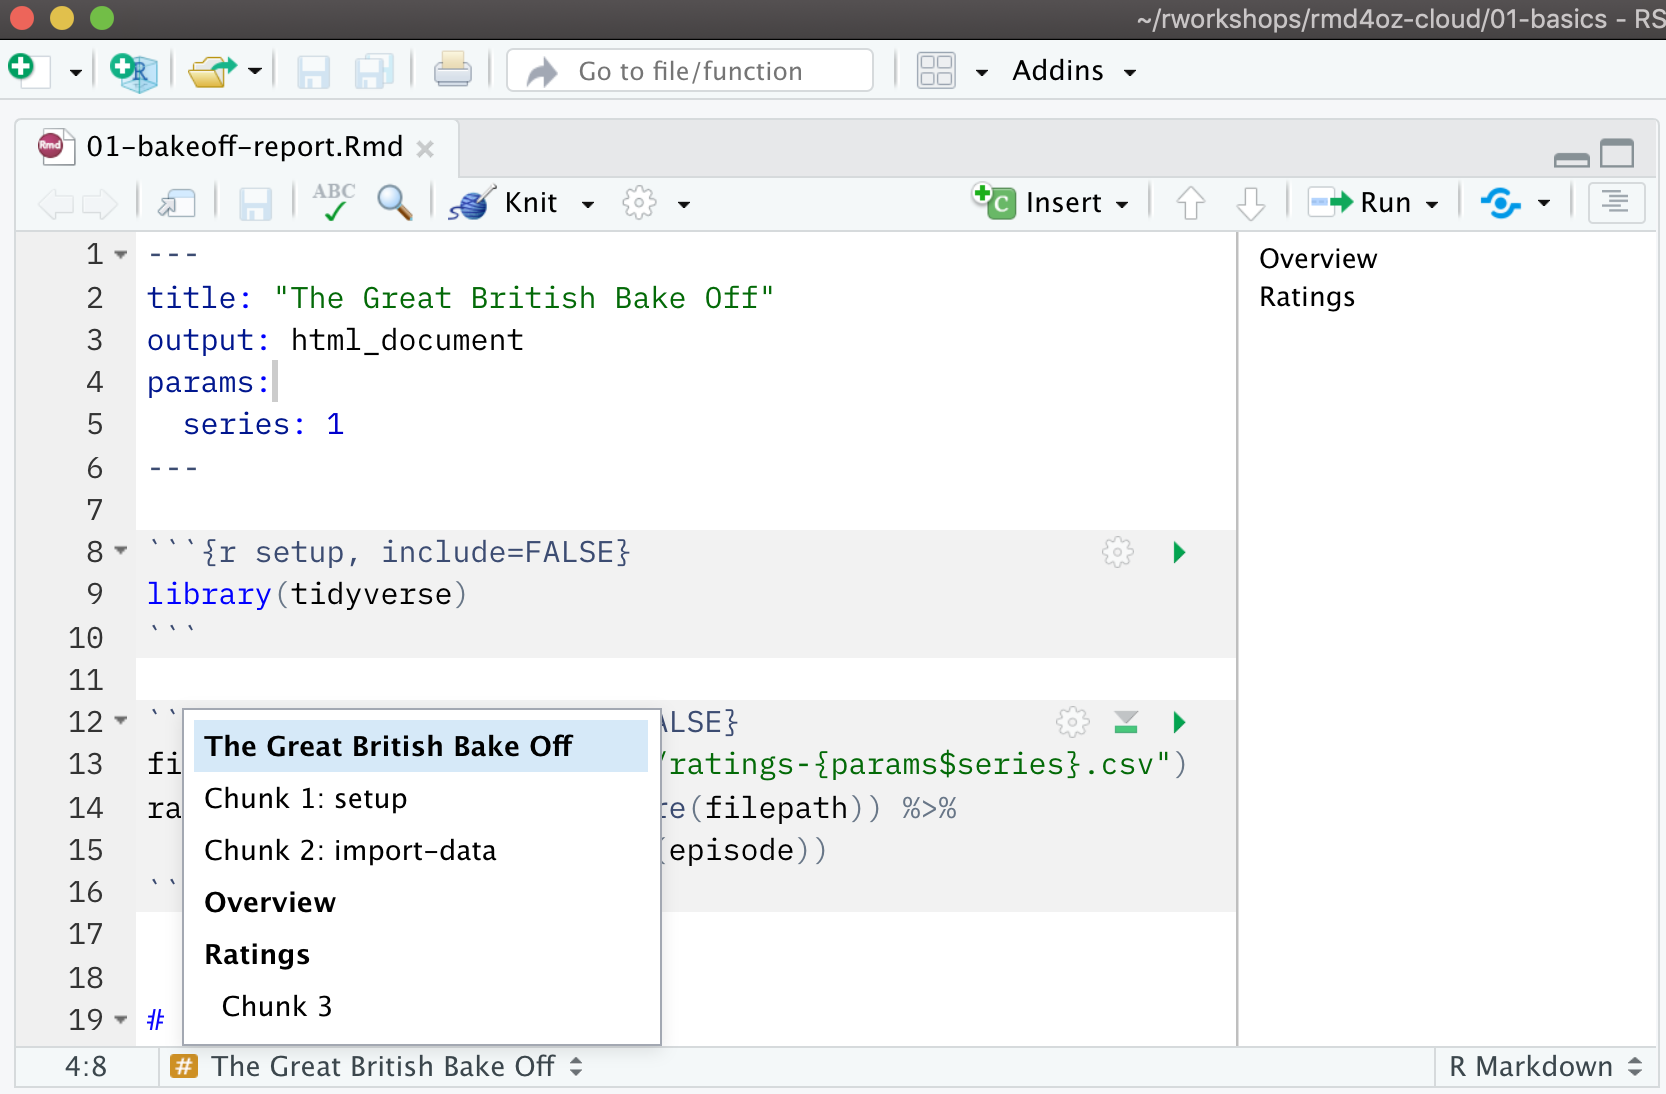 ~/rworkshops/rmd4oz-cloud/01-basics - RS
Go to file/function
Addins
Rmd
01-bakeoff-report.Rmd
ABC
Knit
C
Insert
Run
1 ---
2 title: "The Great British Bake Off"
3 output: html_document
4 params:
5 series: 1
6 ---
7
8 ```{r setup, include=FALSE}
9 library(tidyverse)
10 ```
11
12 `` ALSE}
13 fi /ratings-{params$series}.csv")
14 ra re(filepath)) %>%
15 (episode))
16 ``
17
18
19 #
The Great British Bake Off
Chunk 1: setup
Chunk 2: import-data
Overview
Ratings
Chunk 3
Overview
Ratings
4:8
# The Great British Bake Off
R Markdown